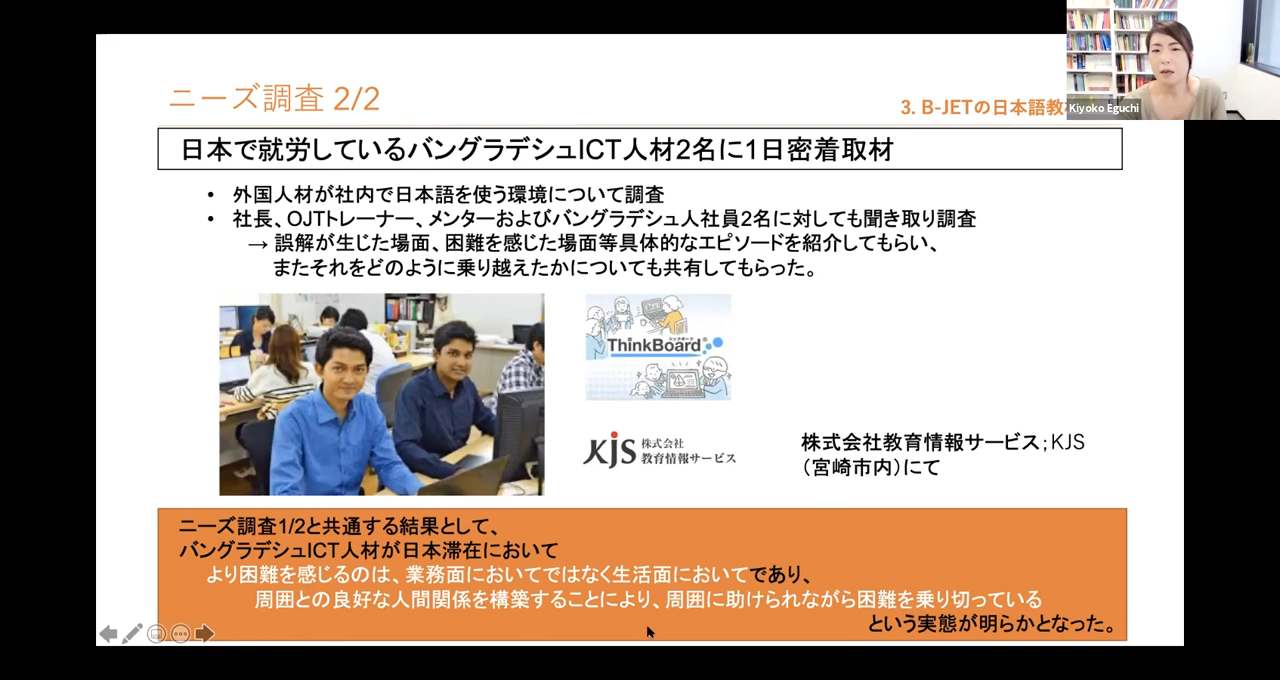 ニーズ調査 2/2
3. B-JETの日本語教
Kiyoko Eguchi
日本で就労しているバングラデシュICT人材2名に1日密着取材
• 外国人材が社内で日本語を使う環境について調査
• 社長、OJTトレーナー、メンターおよびバングラデシュ人社員2名に対しても聞き取り調査
→ 誤解が生じた場面、困難を感じた場面等具体的なエピソードを紹介してもらい、
またそれをどのように乗り越えたかについても共有してもらった。
ThinkBoard
KJS 株式会社
教育情報サービス
株式会社教育情報サービス;KJS
(宮崎市内)にて
ニーズ調査1/2と共通する結果として、
バングラデシュICT人材が日本滞在において
より困難を感じるのは、業務面においてではなく生活面においてであり、
周囲との良好な人間関係を構築することにより、周囲に助けられながら困難を乗り切っている
という実態が明らかとなった。